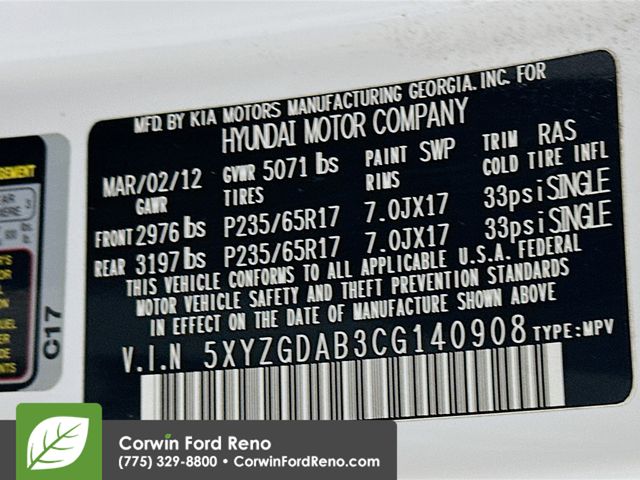 MFD. BY KIA MOTORS MANUFACTURING GEORGIA, INC. FOR
HYUNDAI MOTOR COMPANY
MAR/02/12 GVWR 5071 lbs PAINT SWP TRIM RAS
GAWR TIRES RIMS COLD TIRE INFL
FRONT 2976 lbs P235/65R17 7.0JX17 33psi SINGLE
REAR 3197 lbs P235/65R17 7.0JX17 33psi SINGLE
THIS VEHICLE CONFORMS TO ALL APPLICABLE U.S.A. FEDERAL
MOTOR VEHICLE SAFETY AND THEFT PREVENTION STANDARDS
IN EFFECT ON THE DATE OF MANUFACTURE SHOWN ABOVE
V.I.N 5XYZGDAB3CG140908 TYPE:MPV
C17
Corwin Ford Reno
(775) 329-8800 • CorwinFordReno.com